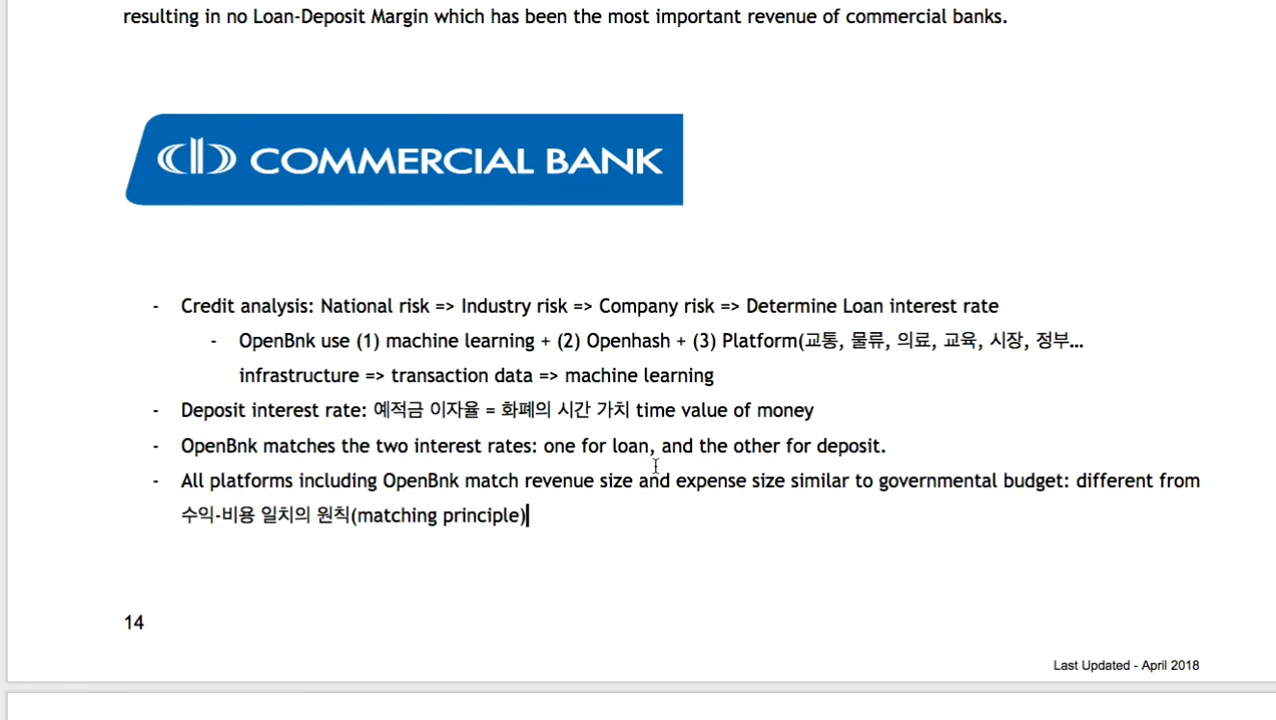 resulting in no Loan-Deposit Margin which has been the most important revenue of commercial banks.
COMMERCIAL BANK
- Credit analysis: National risk => Industry risk => Company risk => Determine Loan interest rate
- OpenBnk use (1) machine learning + (2) Openhash + (3) Platform(교통, 물류, 의료, 교육, 시장, 정부...
infrastructure => transaction data => machine learning
- Deposit interest rate: 예적금 이자율 = 화폐의 시간 가치 time value of money
- OpenBnk matches the two interest rates: one for loan, and the other for deposit.
- All platforms including OpenBnk match revenue size and expense size similar to governmental budget: different from
수익-비용 일치의 원칙(matching principle)
14
Last Updated - April 2018